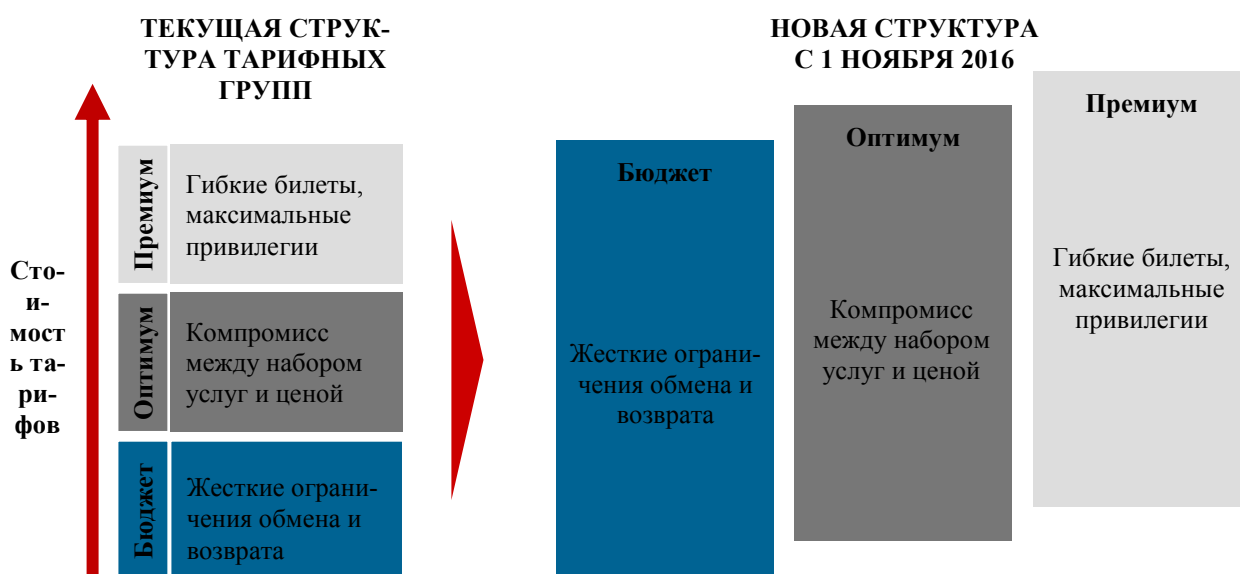 ТЕКУЩАЯ СТРУК-
ТУРА ТАРИФНЫХ
ГРУПП
Сто-
и-
мост
ь та-
ри-
фов
Премиум
Гибкие билеты,
максимальные
привилегии
Оптимум
Компромисс
между набором
услуг и ценой
Бюджет
Жесткие ограни-
чения обмена и
возврата
НОВАЯ СТРУКТУРА
С 1 НОЯБРЯ 2016
Бюджет
Жесткие ограни-
чения обмена и
возврата
Оптимум
Компромисс
между набором
услуг и ценой
Премиум
Гибкие билеты,
максимальные
привилегии